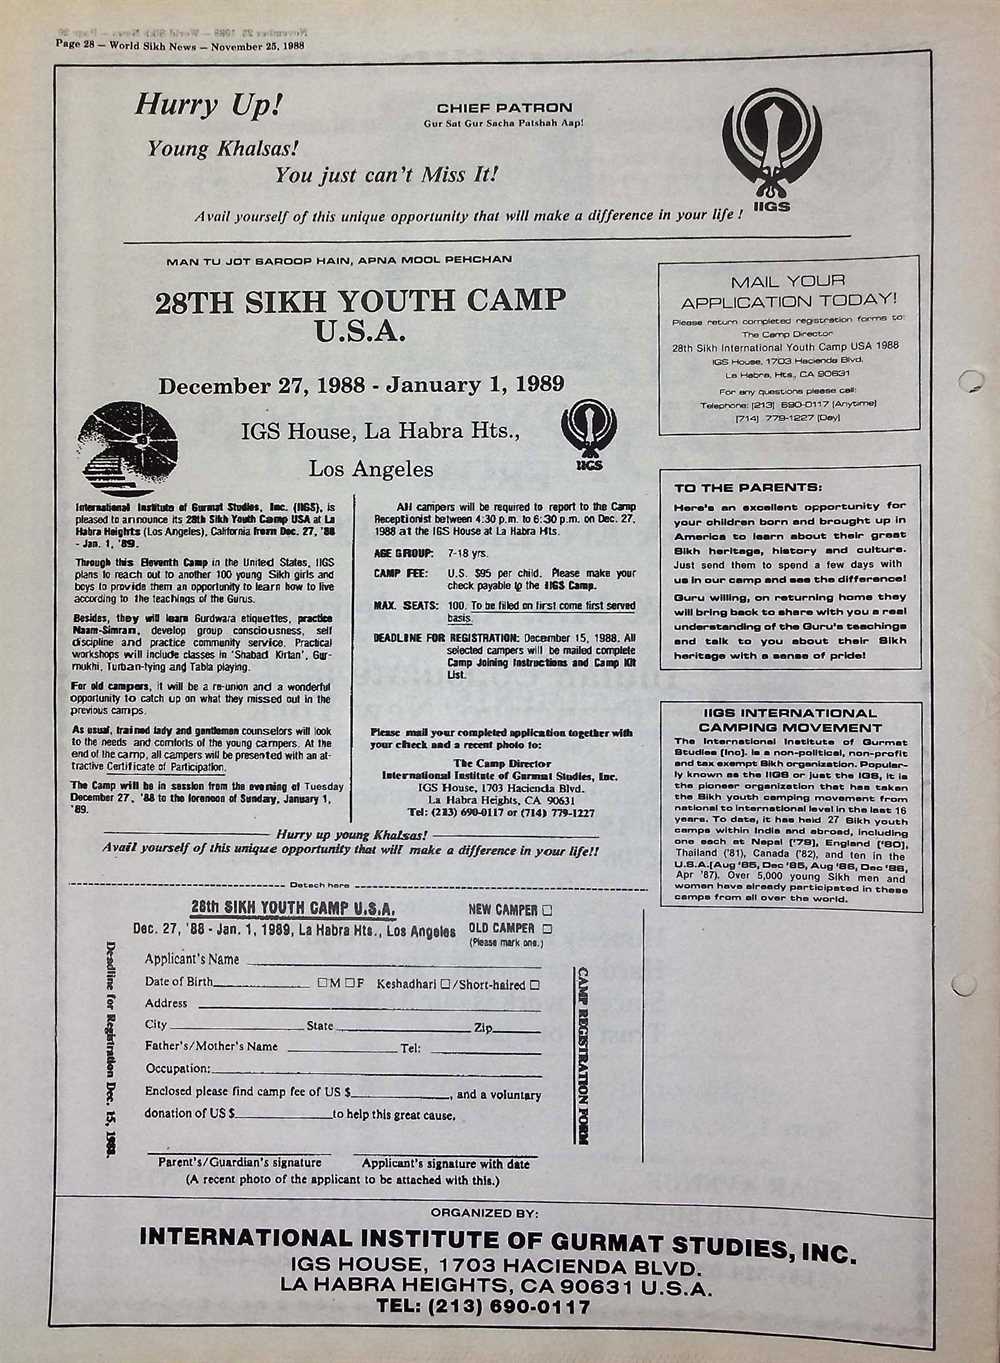 Page 28 — World Sikh News — November 25, 1988
Hurry Up!
Young Khalsas!
You just can't Miss It!
CHIEF PATRON
Gur Sat Gur Sacha Patshah Aap!
IIGS
Avail yourself of this unique opportunity that will make a difference in your life !
MAN TU JOT SAROOP HAIN, APNA MOOL PEHCHAN
28TH SIKH YOUTH CAMP
U.S.A.
December 27, 1988 - January 1, 1989
IGS House, La Habra Hts.,
Los Angeles
IIGS
International Institute of Gurmat Studies, Inc. (IIGS), is
pleased to announce its 28th Sikh Youth Camp USA at La
Habra Heights (Los Angeles), California from Dec. 27, '88
- Jan. 1, '89.
Through this Eleventh Camp in the United States, IIGS
plans to reach out to another 100 young Sikh girls and
boys to provide them an opportunity to learn how to live
according to the teachings of the Gurus.
Besides, they will learn Gurdwara etiquettes, practice
Naam-Simran, develop group consciousness, self
discipline and practice community service. Practical
workshops will include classes in 'Shabad Kirtan', Gur-
mukhi, Turban-tying and Tabla playing.
For old campers, it will be a re-union and a wonderful
opportunity to catch up on what they missed out in the
previous camps.
As usual, trained lady and gentleman counselors will look
to the needs and comforts of the young campers. At the
end of the camp, all campers will be presented with an at-
tractive Certificate of Participation.
The Camp will be in session from the evening of Tuesday
December 27, '88 to the forenoon of Sunday, January 1,
'89.
All campers will be required to report to the Camp
Receptionist between 4:30 p.m. to 6:30 p.m. on Dec. 27,
1988 at the IGS House at La Habra Hts.
AGE GROUP: 7-18 yrs.
CAMP FEE: U.S. $95 per child. Please make your
check payable to the IIGS Camp.
MAX. SEATS: 100. To be filled on first come first served
basis.
DEADLINE FOR REGISTRATION: December 15, 1988. All
selected campers will be mailed complete
Camp Joining Instructions and Camp Kit
List.
Please mail your completed application together with
your check and a recent photo to:
The Camp Director
International Institute of Gurmat Studies, Inc.
IGS House, 1703 Hacienda Blvd.
La Habra Heights, CA 90631
Tel: (213) 690-0117 or (714) 779-1227
Hurry up young Khalsas!
Avail yourself of this unique opportunity that will make a difference in your life!!
MAIL YOUR
APPLICATION TODAY!
Please return completed registration forms to:
The Camp Director
28th Sikh International Youth Camp USA 1988
IGS House, 1703 Hacienda Blvd.
La Habra, Hts., CA 90631
For any questions please call:
Telephone: (213) 690-0117 (Anytime)
(714) 779-1227 (Day)
TO THE PARENTS:
Here's an excellent opportunity for
your children born and brought up in
America to learn about their great
Sikh heritage, history and culture.
Just send them to spend a few days with
us in our camp and see the difference!
Guru willing, on returning home they
will bring back to share with you a real
understanding of the Guru's teachings
and talk to you about their Sikh
heritage with a sense of pride!
IIGS INTERNATIONAL
CAMPING MOVEMENT
The International Institute of Gurmat
Studies (Inc). is a non-political, non-profit
and tax exempt Sikh organization. Popular-
ly known as the IIGS or just the IGS, it is
the pioneer organization that has taken
the Sikh youth camping movement from
national to international level in the last 16
years. To date, it has held 27 Sikh youth
camps within India and abroad, including
one each at Nepal ('79), England ('80),
Thailand ('81), Canada ('82), and ten in the
U.S.A.(Aug '85, Dec '85, Aug '86, Dec '86,
Apr '87). Over 5,000 young Sikh men and
women have already participated in these
camps from all over the world.
Detach here
28th SIKH YOUTH CAMP U.S.A.
Dec. 27, '88 - Jan. 1, 1989, La Habra Hts., Los Angeles
NEW CAMPER □
OLD CAMPER □
(Please mark one.)
Deadline for Registration Dec. 15, 1988.
Applicant's Name
Date of Birth □M □F Keshadhari □/Short-haired □
Address
City State Zip
Father's/Mother's Name Tel:
Occupation:
Enclosed please find camp fee of US $ , and a voluntary
donation of US $ to help this great cause.
CAMP REGISTRATION FORM
Parent's/Guardian's signature Applicant's signature with date
(A recent photo of the applicant to be attached with this.)
ORGANIZED BY:
INTERNATIONAL INSTITUTE OF GURMAT STUDIES, INC.
IGS HOUSE, 1703 HACIENDA BLVD.
LA HABRA HEIGHTS, CA 90631 U.S.A.
TEL: (213) 690-0117